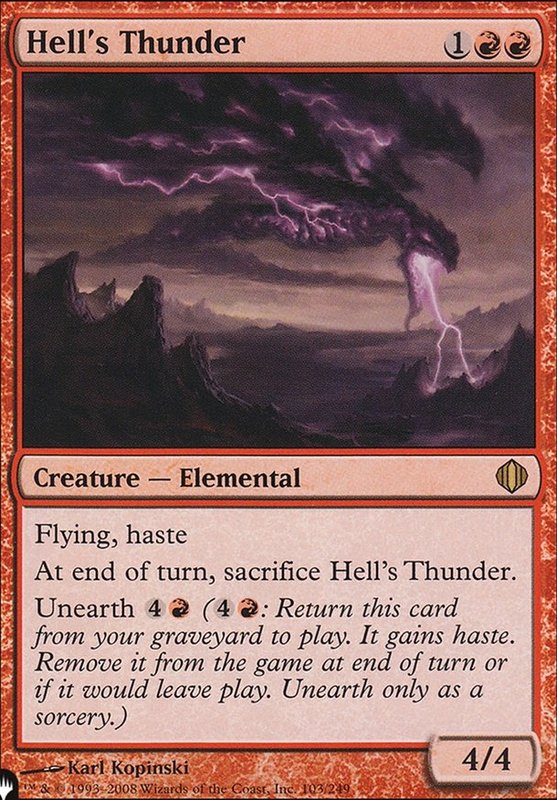 Hell's Thunder 1
Creature — Elemental
Flying, haste
At end of turn, sacrifice Hell's Thunder.
Unearth 4 (4: Return this card
from your graveyard to play. It gains haste.
Remove it from the game at end of turn or
if it would leave play. Unearth only as a
sorcery.)
4/4
Karl Kopinski
™ & © 1993–2008 Wizards of the Coast, Inc. 103/249